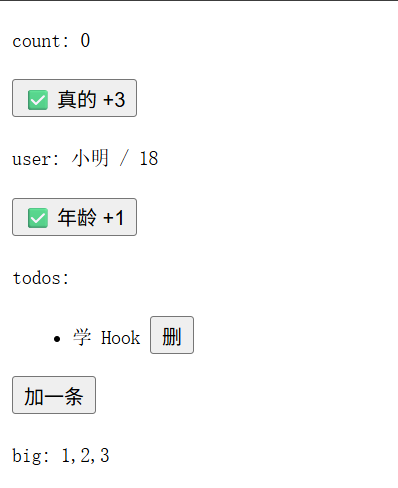 count: 0
✅ 真的 +3
user: 小明 / 18
✅ 年龄 +1
todos:
• 学 Hook 删
加一条
big: 1,2,3